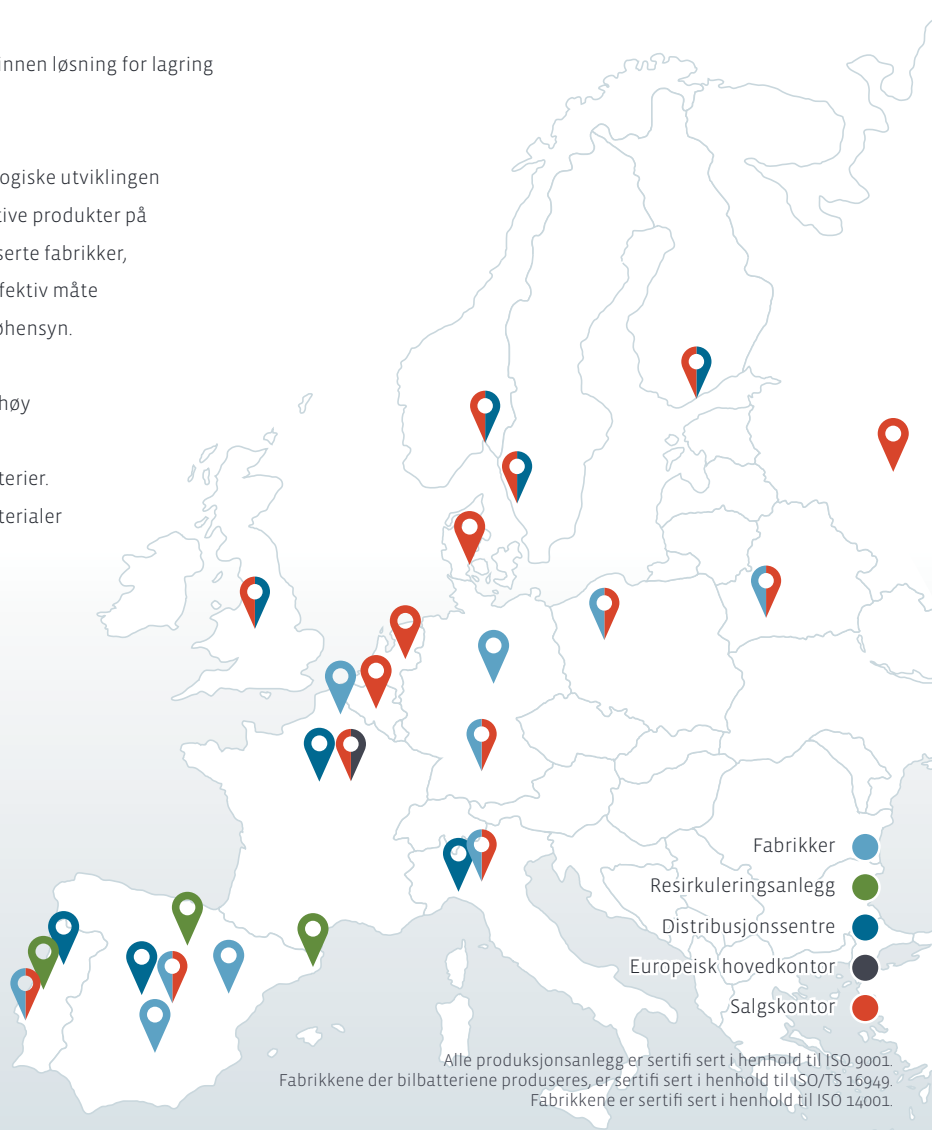 innen løsning for lagring
ogiske utviklingen
tive produkter på
serte fabrikker,
fektiv måte
øhensyn.
høy
terier.
terialer
Fabrikker
Resirkuleringsanlegg
Distribusjonssentre
Europeisk hovedkontor
Salgskontor
Alle produksjonsanlegg er sertifi sert i henhold til ISO 9001.
Fabrikkene der bilbatteriene produseres, er sertifi sert i henhold til ISO/TS 16949.
Fabrikkene er sertifi sert i henhold til ISO 14001.